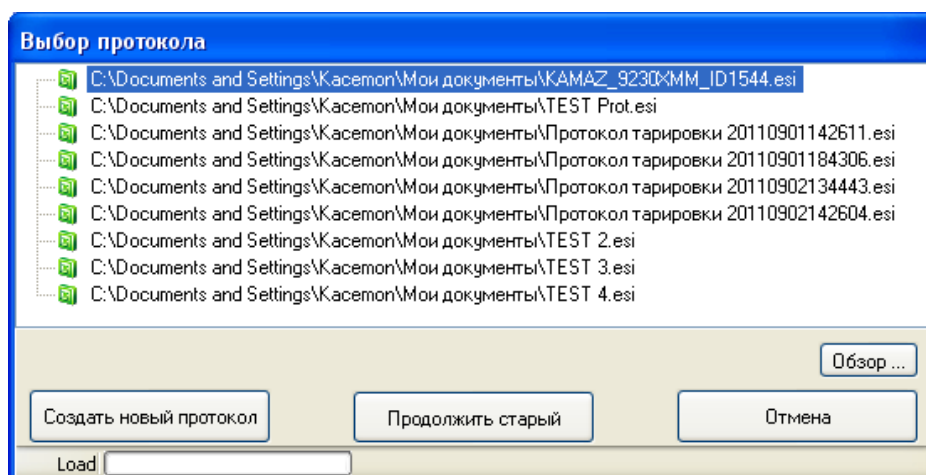 Выбор протокола
C:\Documents and Settings\Kacemon\Мои документы\KAMAZ_9230XMM_ID1544.esi
C:\Documents and Settings\Kacemon\Мои документы\TEST Prot.esi
C:\Documents and Settings\Kacemon\Мои документы\Протокол тарировки 20110901142611.esi
C:\Documents and Settings\Kacemon\Мои документы\Протокол тарировки 20110901184306.esi
C:\Documents and Settings\Kacemon\Мои документы\Протокол тарировки 20110902134443.esi
C:\Documents and Settings\Kacemon\Мои документы\Протокол тарировки 20110902142604.esi
C:\Documents and Settings\Kacemon\Мои документы\TEST 2.esi
C:\Documents and Settings\Kacemon\Мои документы\TEST 3.esi
C:\Documents and Settings\Kacemon\Мои документы\TEST 4.esi
Обзор ...
Создать новый протокол Продолжить старый Отмена
Load